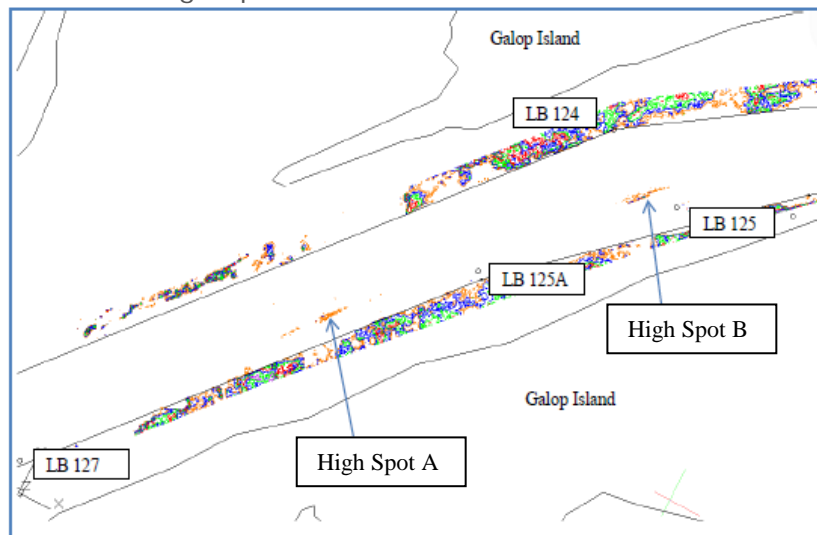 Galop Island
LB 124
LB 125
LB 125A
High Spot B
Galop Island
High Spot A
LB 127